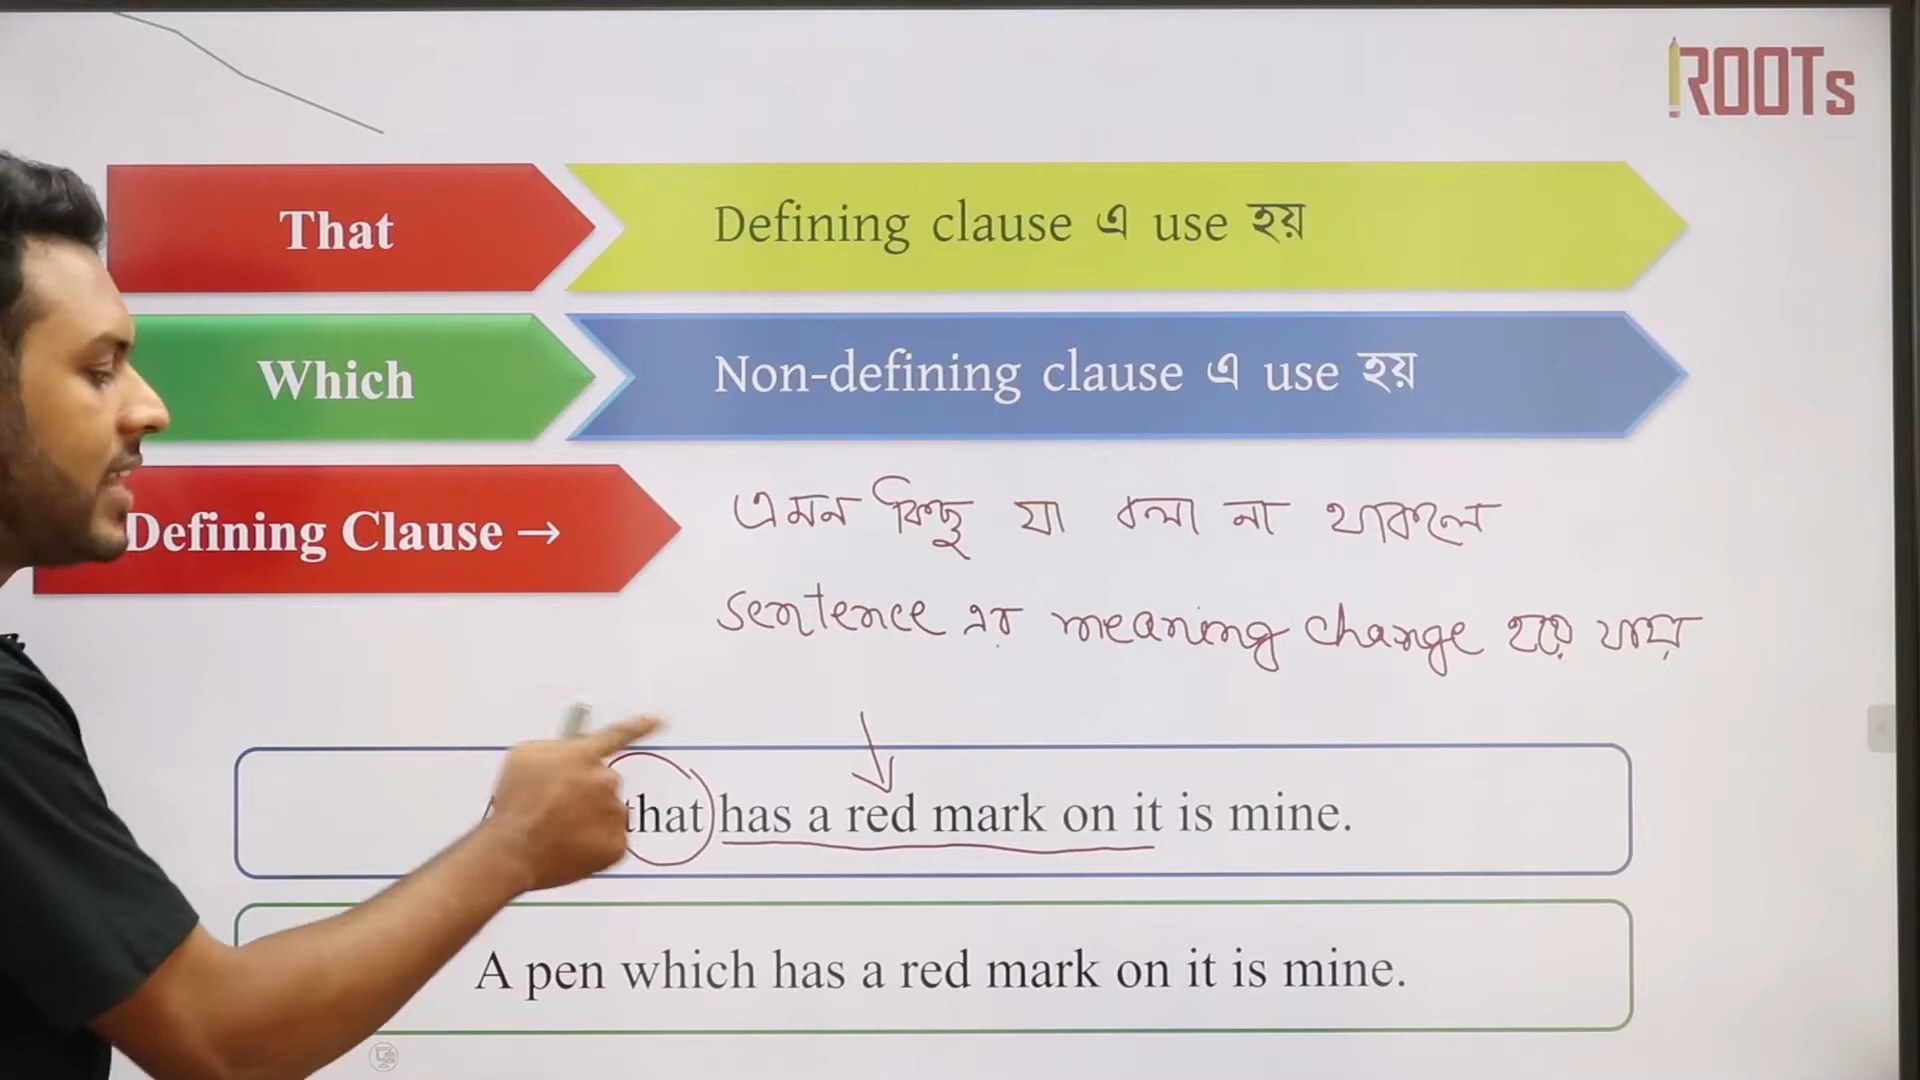 ROOTs
That
Defining clause এ use হয়
Which
Non-defining clause এ use হয়
Defining Clause →
এমন কিছু যা বলা না থাকলে
sentence এর meaning change হয়ে যায়
that has a red mark on it is mine.
A pen which has a red mark on it is mine.